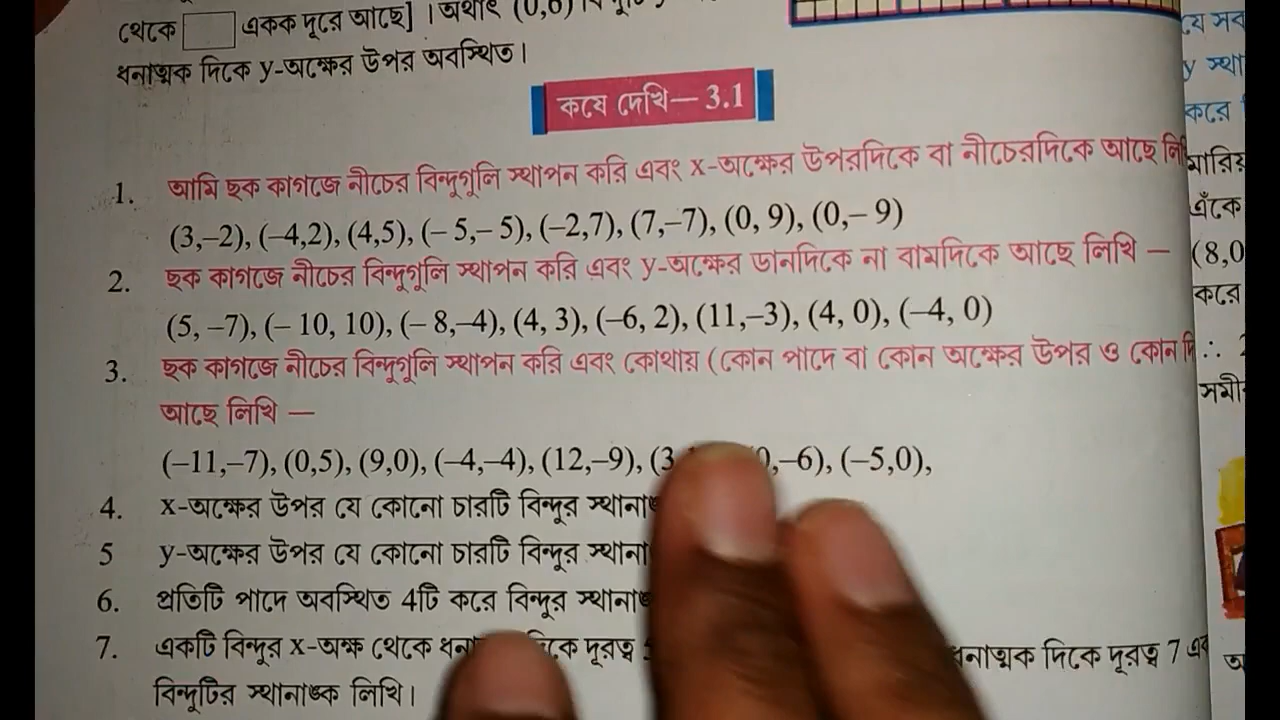 থেকে একক দূরে আছে] । অর্থাৎ (0,6)
ধনাত্মক দিকে y-অক্ষের উপর অবস্থিত।
কষে দেখি— 3.1
1. আমি ছক কাগজে নীচের বিন্দুগুলি স্থাপন করি এবং x-অক্ষের উপরদিকে বা নীচেরদিকে আছে
(3,–2), (–4,2), (4,5), (– 5,– 5), (–2,7), (7,–7), (0, 9), (0,– 9)
2. ছক কাগজে নীচের বিন্দুগুলি স্থাপন করি এবং y-অক্ষের ডানদিকে না বামদিকে আছে লিখি —
(5, –7), (– 10, 10), (– 8,–4), (4, 3), (–6, 2), (11,–3), (4, 0), (–4, 0)
3. ছক কাগজে নীচের বিন্দুগুলি স্থাপন করি এবং কোথায় (কোন পাদে বা কোন অক্ষের উপর ও কোন
আছে লিখি —
(–11,–7), (0,5), (9,0), (–4,–4), (12,–9), (3, ,–6), (–5,0),
4. x-অক্ষের উপর যে কোনো চারটি বিন্দুর
5 y-অক্ষের উপর যে কোনো চারটি বিন্দুর
6. প্রতিটি পাদে অবস্থিত 4টি করে বিন্দুর
7. একটি বিন্দুর x-অক্ষ থেকে দূরত্ব ধনাত্মক দিকে দূরত্ব 7
বিন্দুটির স্থানাঙ্ক লিখি।
যে সব
y
করে
এঁকে
(8,0
করে
∴